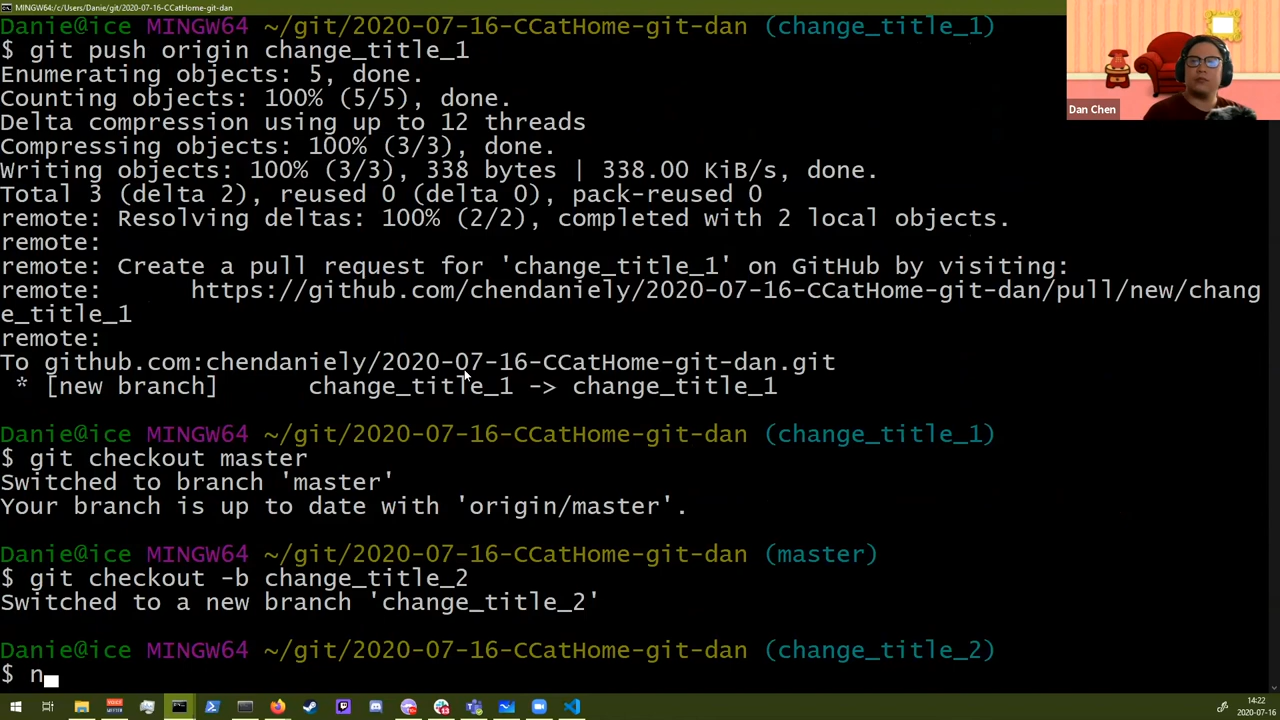 MINGW64:/c/Users/Danie/git/2020-07-16-CCatHome-git-dan
Danie@ice MINGW64 ~/git/2020-07-16-CCatHome-git-dan (change_title_1)
$ git push origin change_title_1
Enumerating objects: 5, done.
Counting objects: 100% (5/5), done.
Delta compression using up to 12 threads
Compressing objects: 100% (3/3), done.
Writing objects: 100% (3/3), 338 bytes | 338.00 KiB/s, done.
Total 3 (delta 2), reused 0 (delta 0), pack-reused 0
remote: Resolving deltas: 100% (2/2), completed with 2 local objects.
remote:
remote: Create a pull request for 'change_title_1' on GitHub by visiting:
remote:      https://github.com/chendaniely/2020-07-16-CCatHome-git-dan/pull/new/chang
e_title_1
remote:
To github.com:chendaniely/2020-07-16-CCatHome-git-dan.git
 * [new branch]      change_title_1 -> change_title_1
Danie@ice MINGW64 ~/git/2020-07-16-CCatHome-git-dan (change_title_1)
$ git checkout master
Switched to branch 'master'
Your branch is up to date with 'origin/master'.
Danie@ice MINGW64 ~/git/2020-07-16-CCatHome-git-dan (master)
$ git checkout -b change_title_2
Switched to a new branch 'change_title_2'
Danie@ice MINGW64 ~/git/2020-07-16-CCatHome-git-dan (change_title_2)
$ n
Dan Chen
14:22
2020-07-16